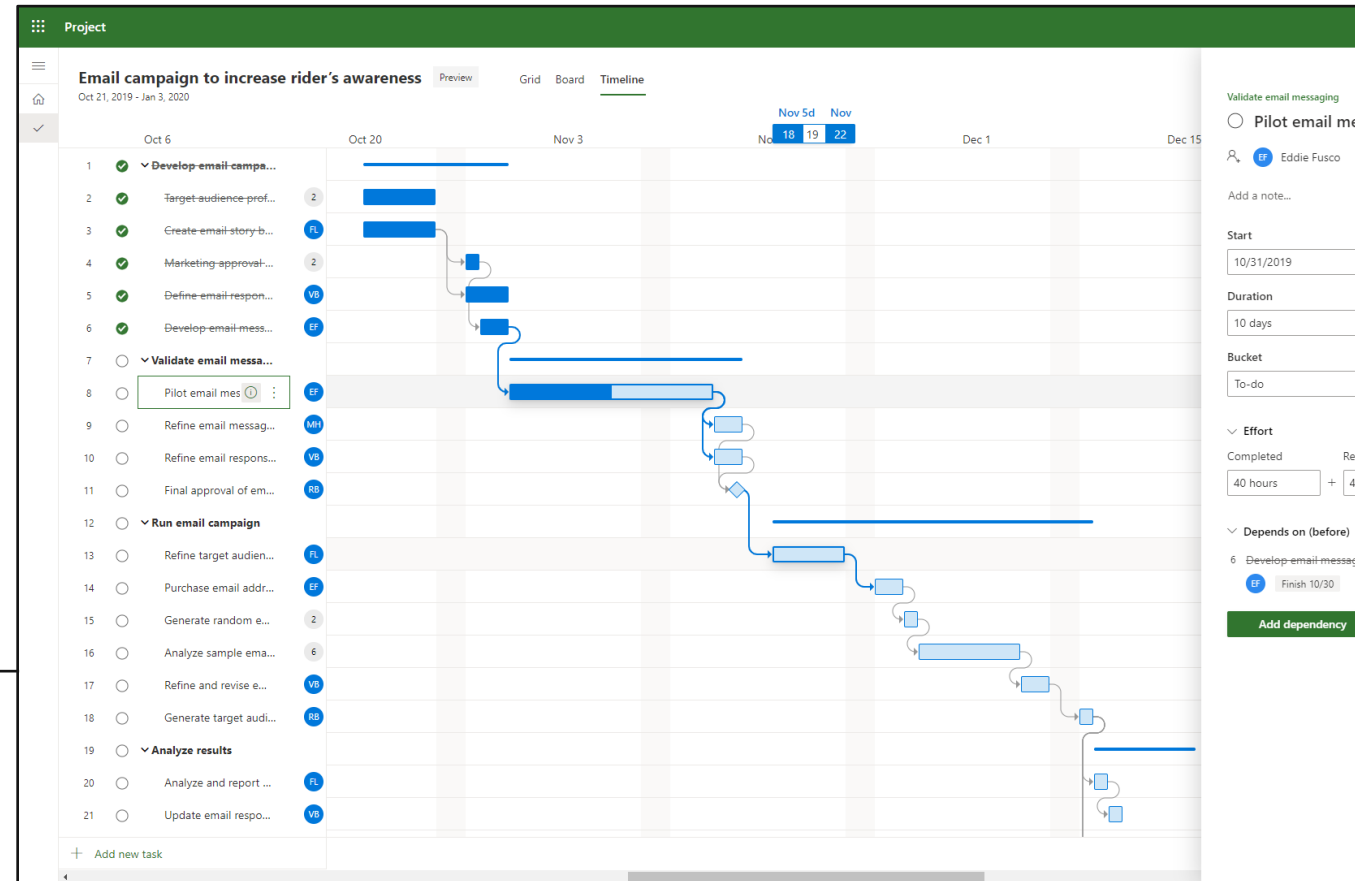 Project
Email campaign to increase rider's awareness Preview Grid Board Timeline
Oct 21, 2019 - Jan 3, 2020
Nov 5d Nov
18 19 22
Oct 6 Oct 20 Nov 3 Dec 1 Dec 15
1 Develop email campa...
2 Target audience prof... 2
3 Create email story b... FL
4 Marketing approval ... 2
5 Define email respon... VB
6 Develop email mess... EF
7 Validate email messa...
8 Pilot email mes EF
9 Refine email messag... MH
10 Refine email respons... VB
11 Final approval of em... RB
12 Run email campaign
13 Refine target audien... FL
14 Purchase email addr... EF
15 Generate random e... 2
16 Analyze sample ema... 6
17 Refine and revise e... VB
18 Generate target audi... RB
19 Analyze results
20 Analyze and report ... FL
21 Update email respo... VB
Add new task
Validate email messaging
Pilot email me
EF Eddie Fusco
Add a note...
Start
10/31/2019
Duration
10 days
Bucket
To-do
Effort
Completed Re
40 hours + 4
Depends on (before)
6 Develop email messag
EF Finish 10/30
Add dependency